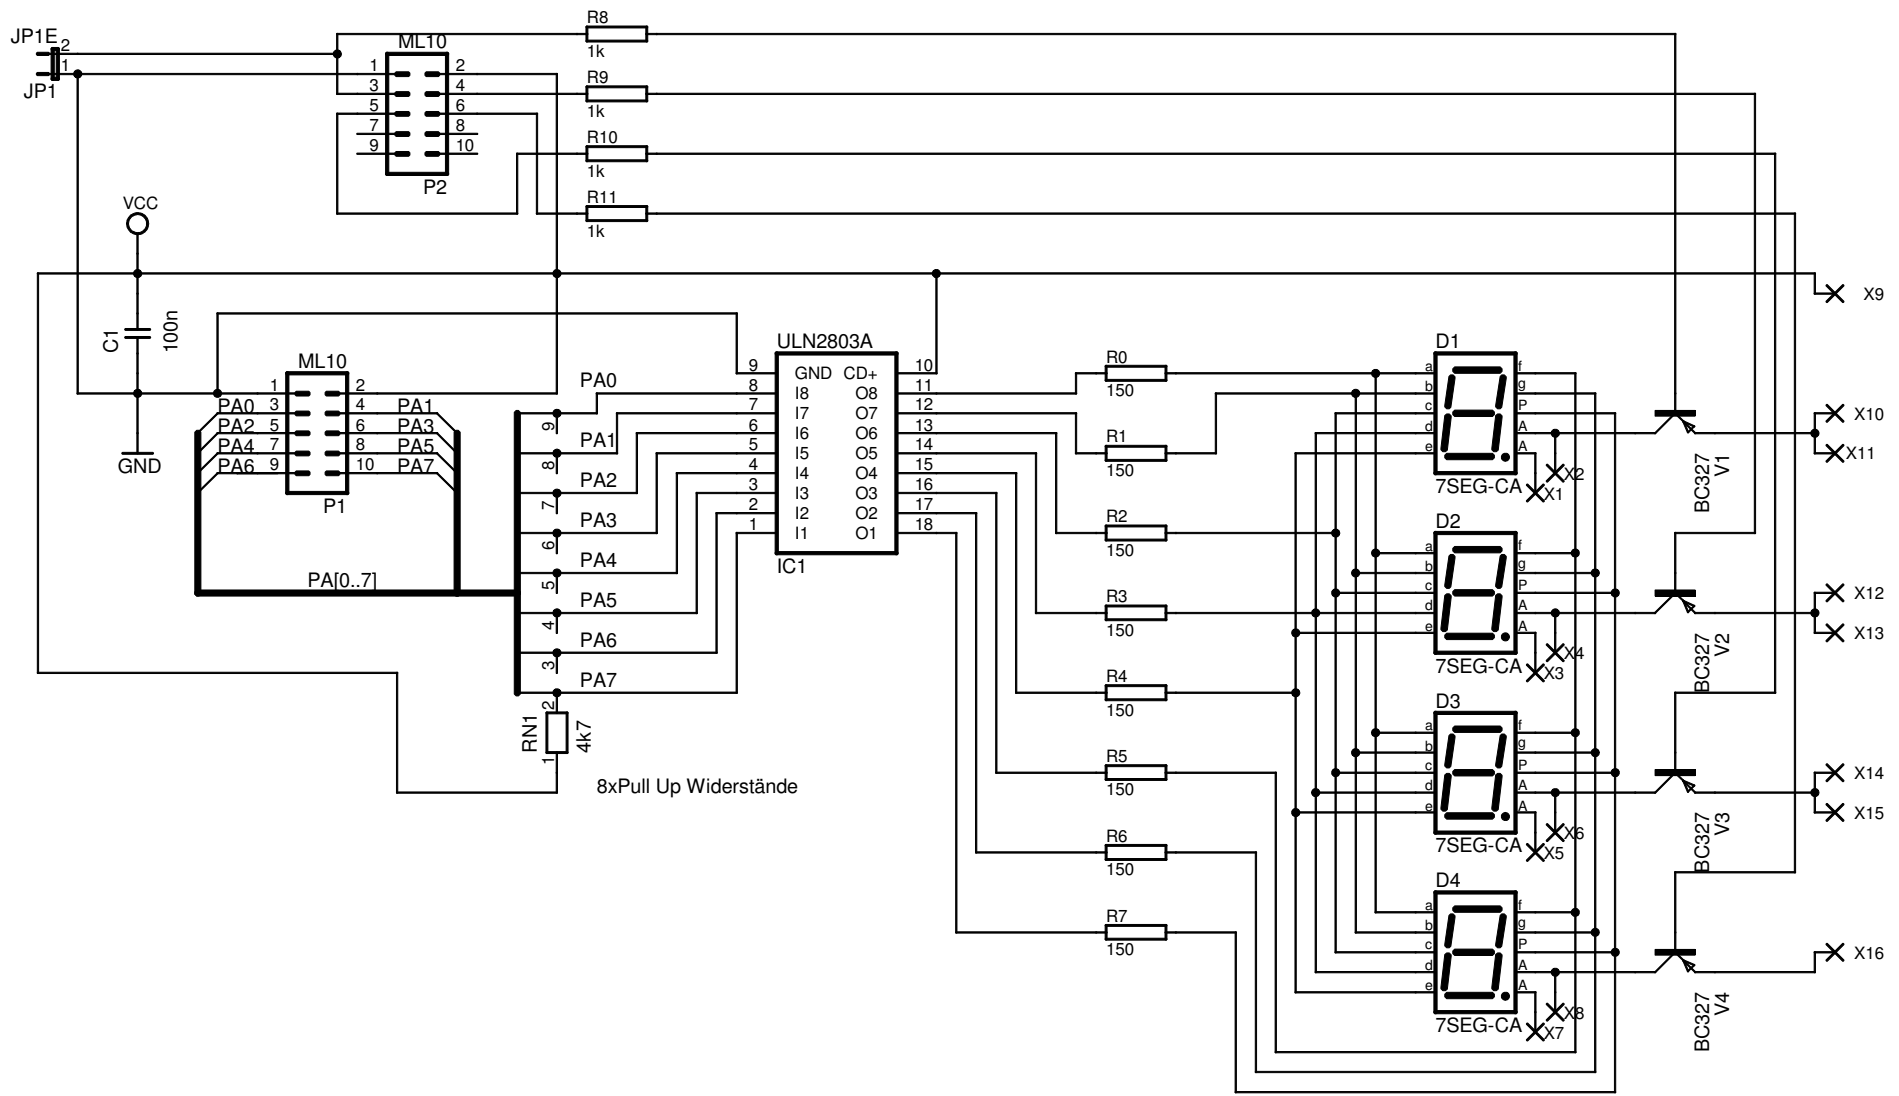 R8
1k
JP1E
2
1
JP1
ML10
1 2
3 4
5 6
7 8
9 10
P2
R9
1k
R10
1k
R11
1k
VCC
C1
100n
GND
X9
ML10
1 2
PA0 3 4 PA1
PA2 5 6 PA3
PA4 7 8 PA5
PA6 9 10 PA7
P1
PA[0..7]
PA0
9
PA1
8
PA2
7
PA3
6
PA4
5
PA5
4
PA6
3
PA7
2
RN1
4k7
1
8xPull Up Widerstände
ULN2803A
9 GND CD+ 10
8 I8 O8 11
7 I7 O7 12
6 I6 O6 13
5 I5 O5 14
4 I4 O4 15
3 I3 O3 16
2 I2 O2 17
1 I1 O1 18
IC1
R0
150
R1
150
R2
150
R3
150
R4
150
R5
150
R6
150
R7
150
D1
a f
b g
c P
d A
e A
7SEG-CA
X2
X1
D2
a f
b g
c P
d A
e A
7SEG-CA
X4
X3
D3
a f
b g
c P
d A
e A
7SEG-CA
X6
X5
D4
a f
b g
c P
d A
e A
7SEG-CA
X8
X7
BC327
V1
X10
X11
BC327
V2
X12
X13
BC327
V3
X14
X15
BC327
V4
X16